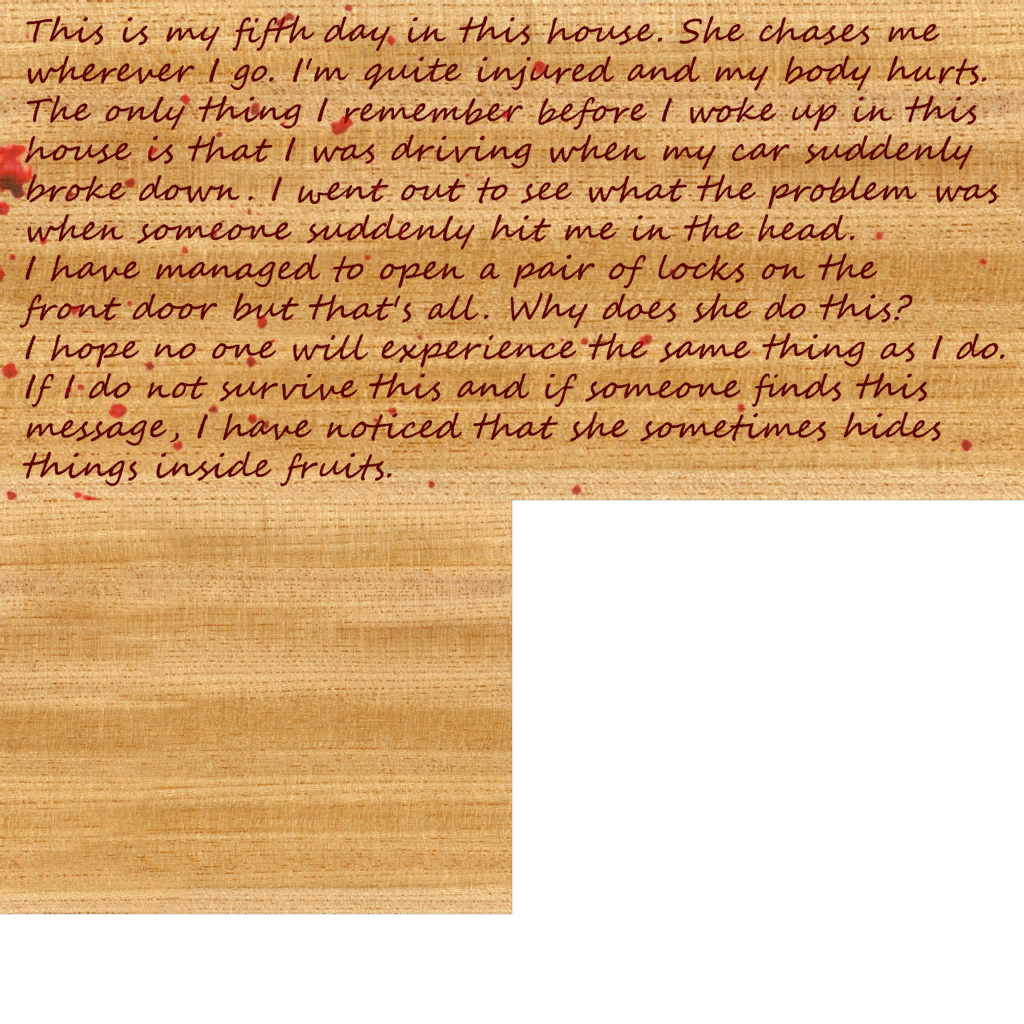 This is my fifth day in this house. She chases me
wherever I go. I'm quite injured and my body hurts.
The only thing I remember before I woke up in this
house is that I was driving when my car suddenly
broke down. I went out to see what the problem was
when someone suddenly hit me in the head.
I have managed to open a pair of locks on the
front door but that's all. Why does she do this?
I hope no one will experience the same thing as I do.
If I do not survive this and if someone finds this
message, I have noticed that she sometimes hides
things inside fruits.